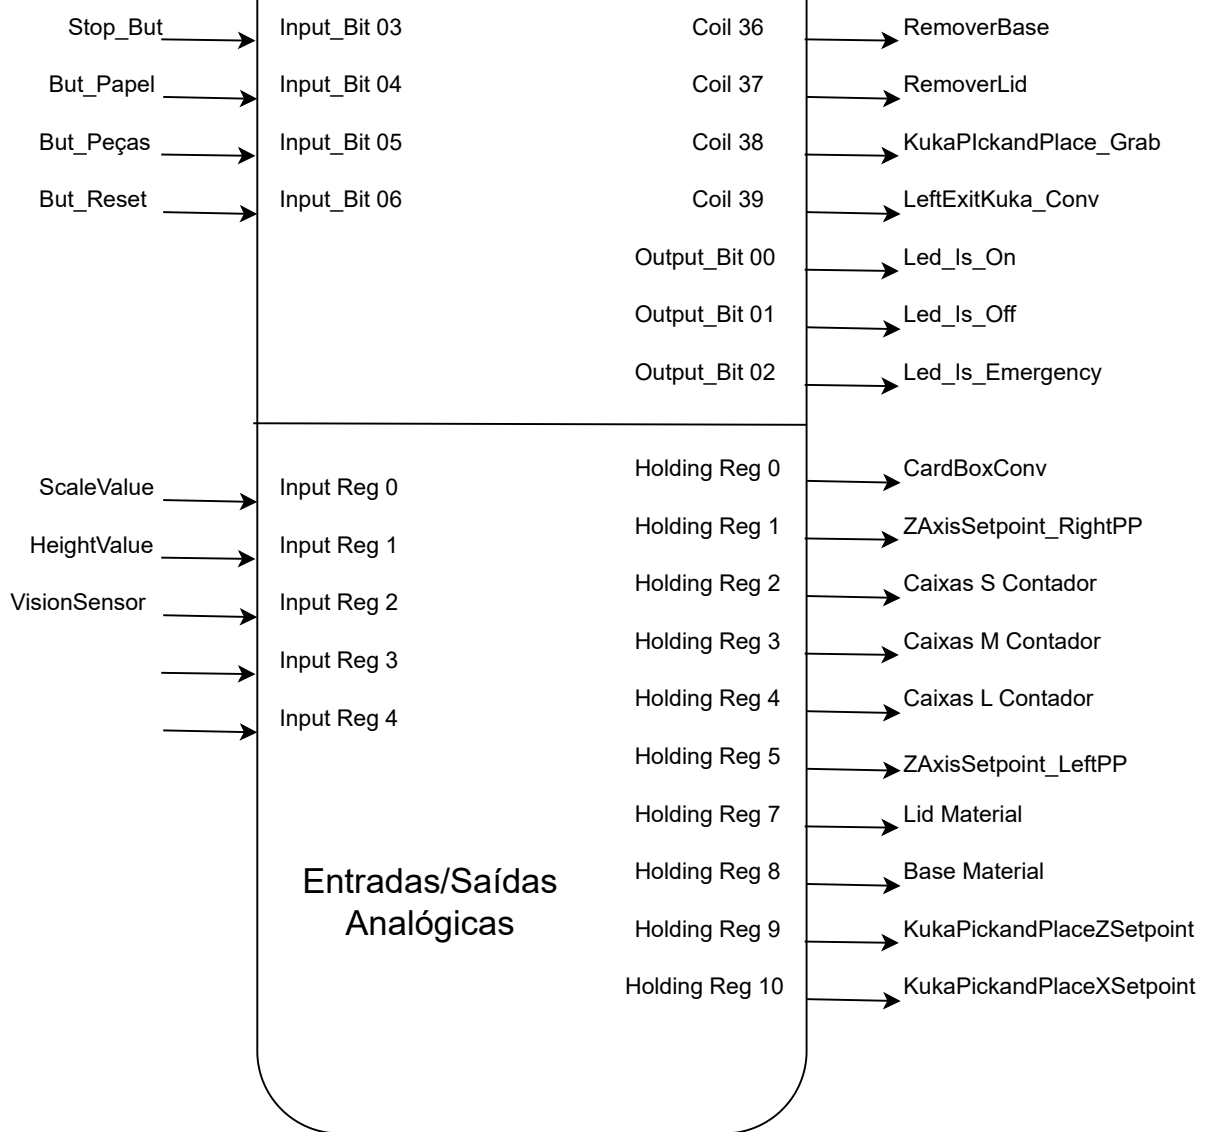 Stop_But Input_Bit 03 Coil 36 RemoverBase
But_Papel Input_Bit 04 Coil 37 RemoverLid
But_Peças Input_Bit 05 Coil 38 KukaPIckandPlace_Grab
But_Reset Input_Bit 06 Coil 39 LeftExitKuka_Conv
Output_Bit 00 Led_Is_On
Output_Bit 01 Led_Is_Off
Output_Bit 02 Led_Is_Emergency
Holding Reg 0 CardBoxConv
ScaleValue Input Reg 0
Holding Reg 1 ZAxisSetpoint_RightPP
HeightValue Input Reg 1
Holding Reg 2 Caixas S Contador
VisionSensor Input Reg 2
Holding Reg 3 Caixas M Contador
Input Reg 3
Holding Reg 4 Caixas L Contador
Input Reg 4
Holding Reg 5 ZAxisSetpoint_LeftPP
Holding Reg 7 Lid Material
Holding Reg 8 Base Material
Entradas/Saídas
Analógicas
Holding Reg 9 KukaPickandPlaceZSetpoint
Holding Reg 10 KukaPickandPlaceXSetpoint